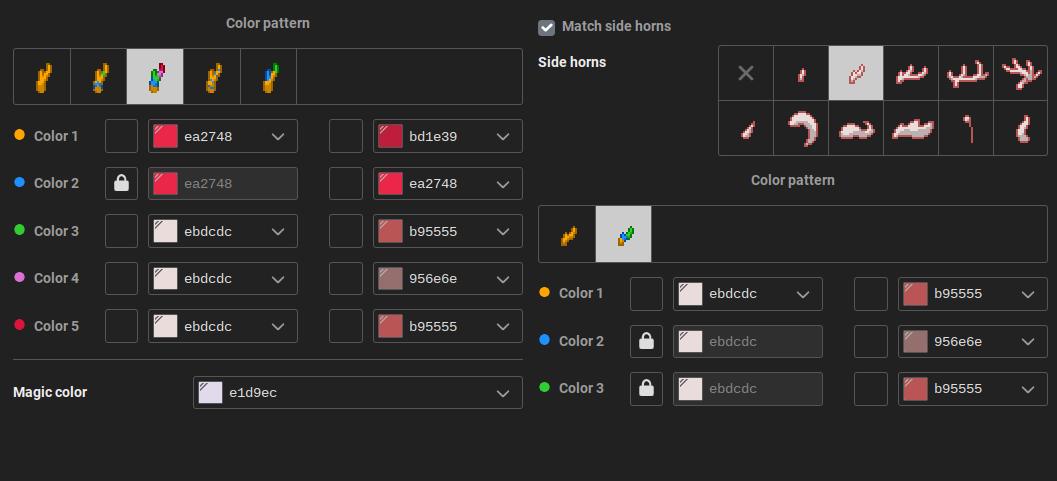 Color pattern
Color 1 ea2748 bd1e39
Color 2 ea2748 ea2748
Color 3 ebdcdc b95555
Color 4 ebdcdc 956e6e
Color 5 ebdcdc b95555
Magic color e1d9ec
Match side horns
Side horns
Color pattern
Color 1 ebdcdc b95555
Color 2 ebdcdc 956e6e
Color 3 ebdcdc b95555